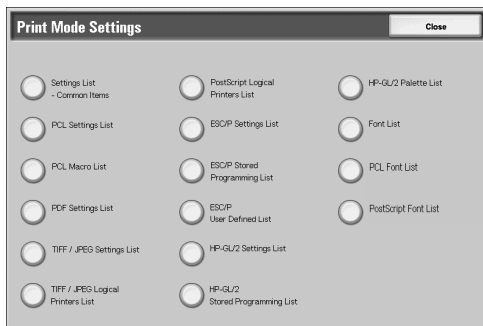 Print Mode Settings
Close
Settings List
- Common Items
PCL Settings List
PCL Macro List
PDF Settings List
TIFF / JPEG Settings List
TIFF / JPEG Logical
Printers List
PostScript Logical
Printers List
ESC/P Settings List
ESC/P Stored
Programming List
ESC/P
User Defined List
HP-GL/2 Settings List
HP-GL/2
Stored Programming List
HP-GL/2 Palette List
Font List
PCL Font List
PostScript Font List